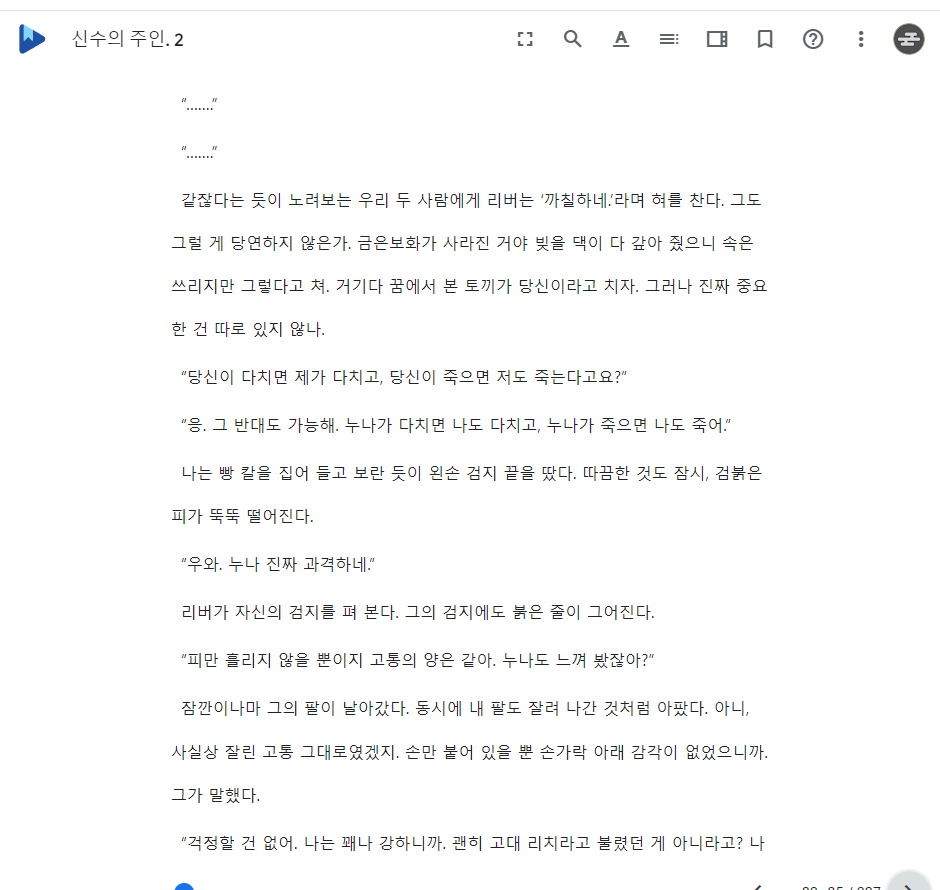 신수의 주인. 2
“.......”
“.......”
같잖다는 듯이 노려보는 우리 두 사람에게 리버는 ‘까칠하네.’라며 혀를 찬다. 그도
그럴 게 당연하지 않은가. 금은보화가 사라진 거야 빚을 댁이 다 갚아 줬으니 속은
쓰리지만 그렇다고 쳐. 거기다 꿈에서 본 토끼가 당신이라고 치자. 그러나 진짜 중요
한 건 따로 있지 않나.
“당신이 다치면 제가 다치고, 당신이 죽으면 저도 죽는다고요?”
“응. 그 반대도 가능해. 누나가 다치면 나도 다치고, 누나가 죽으면 나도 죽어.”
나는 빵 칼을 집어 들고 보란 듯이 왼손 검지 끝을 땄다. 따끔한 것도 잠시, 검붉은
피가 뚝뚝 떨어진다.
“우와. 누나 진짜 과격하네.”
리버가 자신의 검지를 펴 본다. 그의 검지에도 붉은 줄이 그어진다.
“피만 흘리지 않을 뿐이지 고통의 양은 같아. 누나도 느껴 봤잖아?”
잠깐이나마 그의 팔이 날아갔다. 동시에 내 팔도 잘려 나간 것처럼 아팠다. 아니,
사실상 잘린 고통 그대로였겠지. 손만 붙어 있을 뿐 손가락 아래 감각이 없었으니까.
그가 말했다.
“걱정할 건 없어. 나는 꽤나 강하니까. 괜히 고대 리치라고 불렸던 게 아니라고? 나